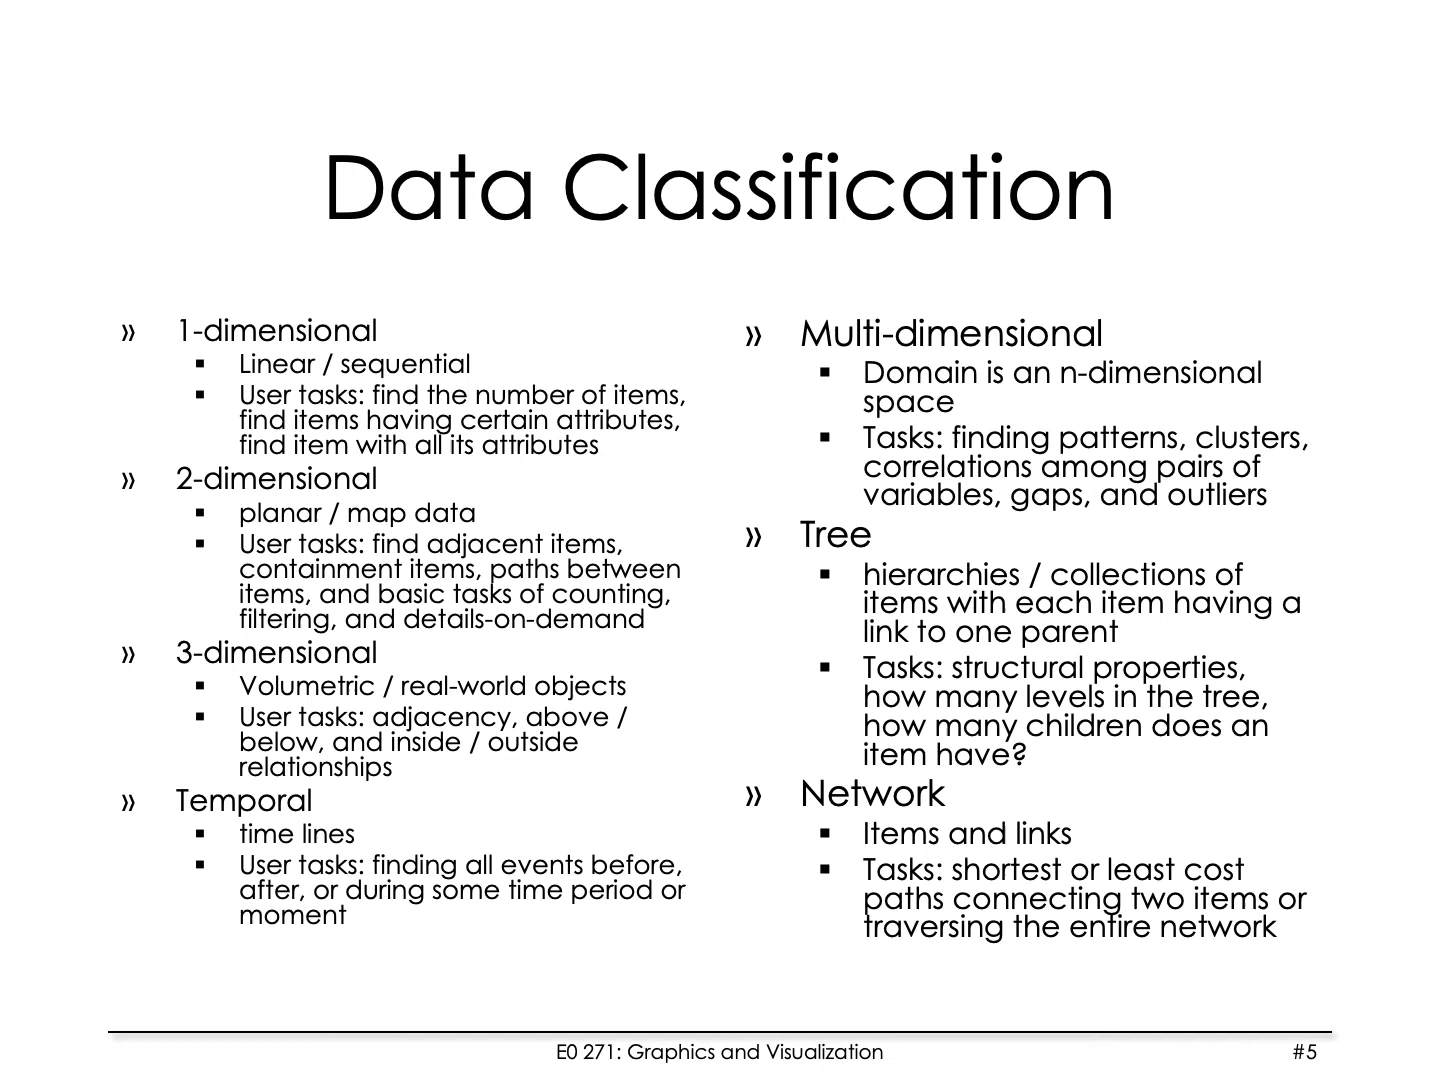 Data Classification
» 1-dimensional
▪ Linear / sequential
▪ User tasks: find the number of items,
find items having certain attributes,
find item with all its attributes
» 2-dimensional
▪ planar / map data
▪ User tasks: find adjacent items,
containment items, paths between
items, and basic tasks of counting,
filtering, and details-on-demand
» 3-dimensional
▪ Volumetric / real-world objects
▪ User tasks: adjacency, above /
below, and inside / outside
relationships
» Temporal
▪ time lines
▪ User tasks: finding all events before,
after, or during some time period or
moment
» Multi-dimensional
▪ Domain is an n-dimensional
space
▪ Tasks: finding patterns, clusters,
correlations among pairs of
variables, gaps, and outliers
» Tree
▪ hierarchies / collections of
items with each item having a
link to one parent
▪ Tasks: structural properties,
how many levels in the tree,
how many children does an
item have?
» Network
▪ Items and links
▪ Tasks: shortest or least cost
paths connecting two items or
traversing the entire network
E0 271: Graphics and Visualization
#5